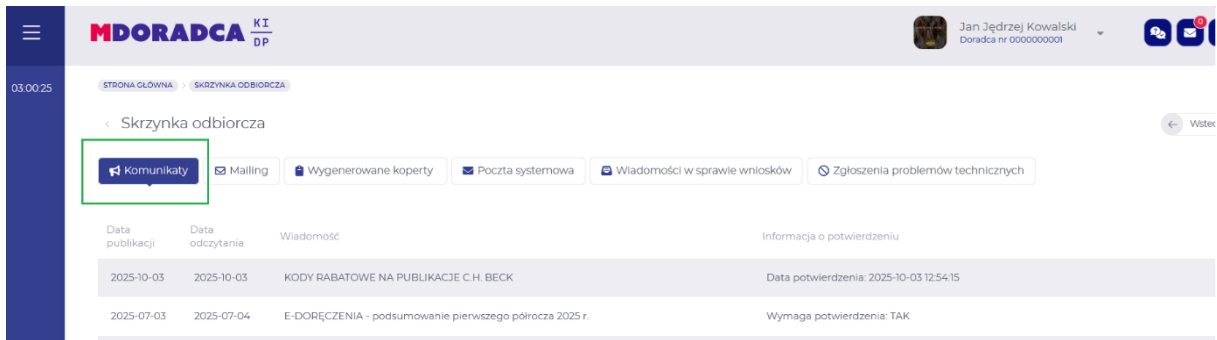 MDORADCA KI DP
Jan Jędrzej Kowalski
Doradca nr 0000000001
0
03:00:25
STRONA GŁÓWNA > SKRZYNKA ODBIORCZA
< Skrzynka odbiorcza
Wstec
Komunikaty Mailing Wygenerowane koperty Poczta systemowa Wiadomości w sprawie wniosków Zgłoszenia problemów technicznych
Data publikacji Data odczytania Wiadomość Informacja o potwierdzeniu
2025-10-03 2025-10-03 KODY RABATOWE NA PUBLIKACJE C.H. BECK Data potwierdzenia: 2025-10-03 12:54:15
2025-07-03 2025-07-04 E-DORĘCZENIA - podsumowanie pierwszego półrocza 2025 r. Wymaga potwierdzenia: TAK